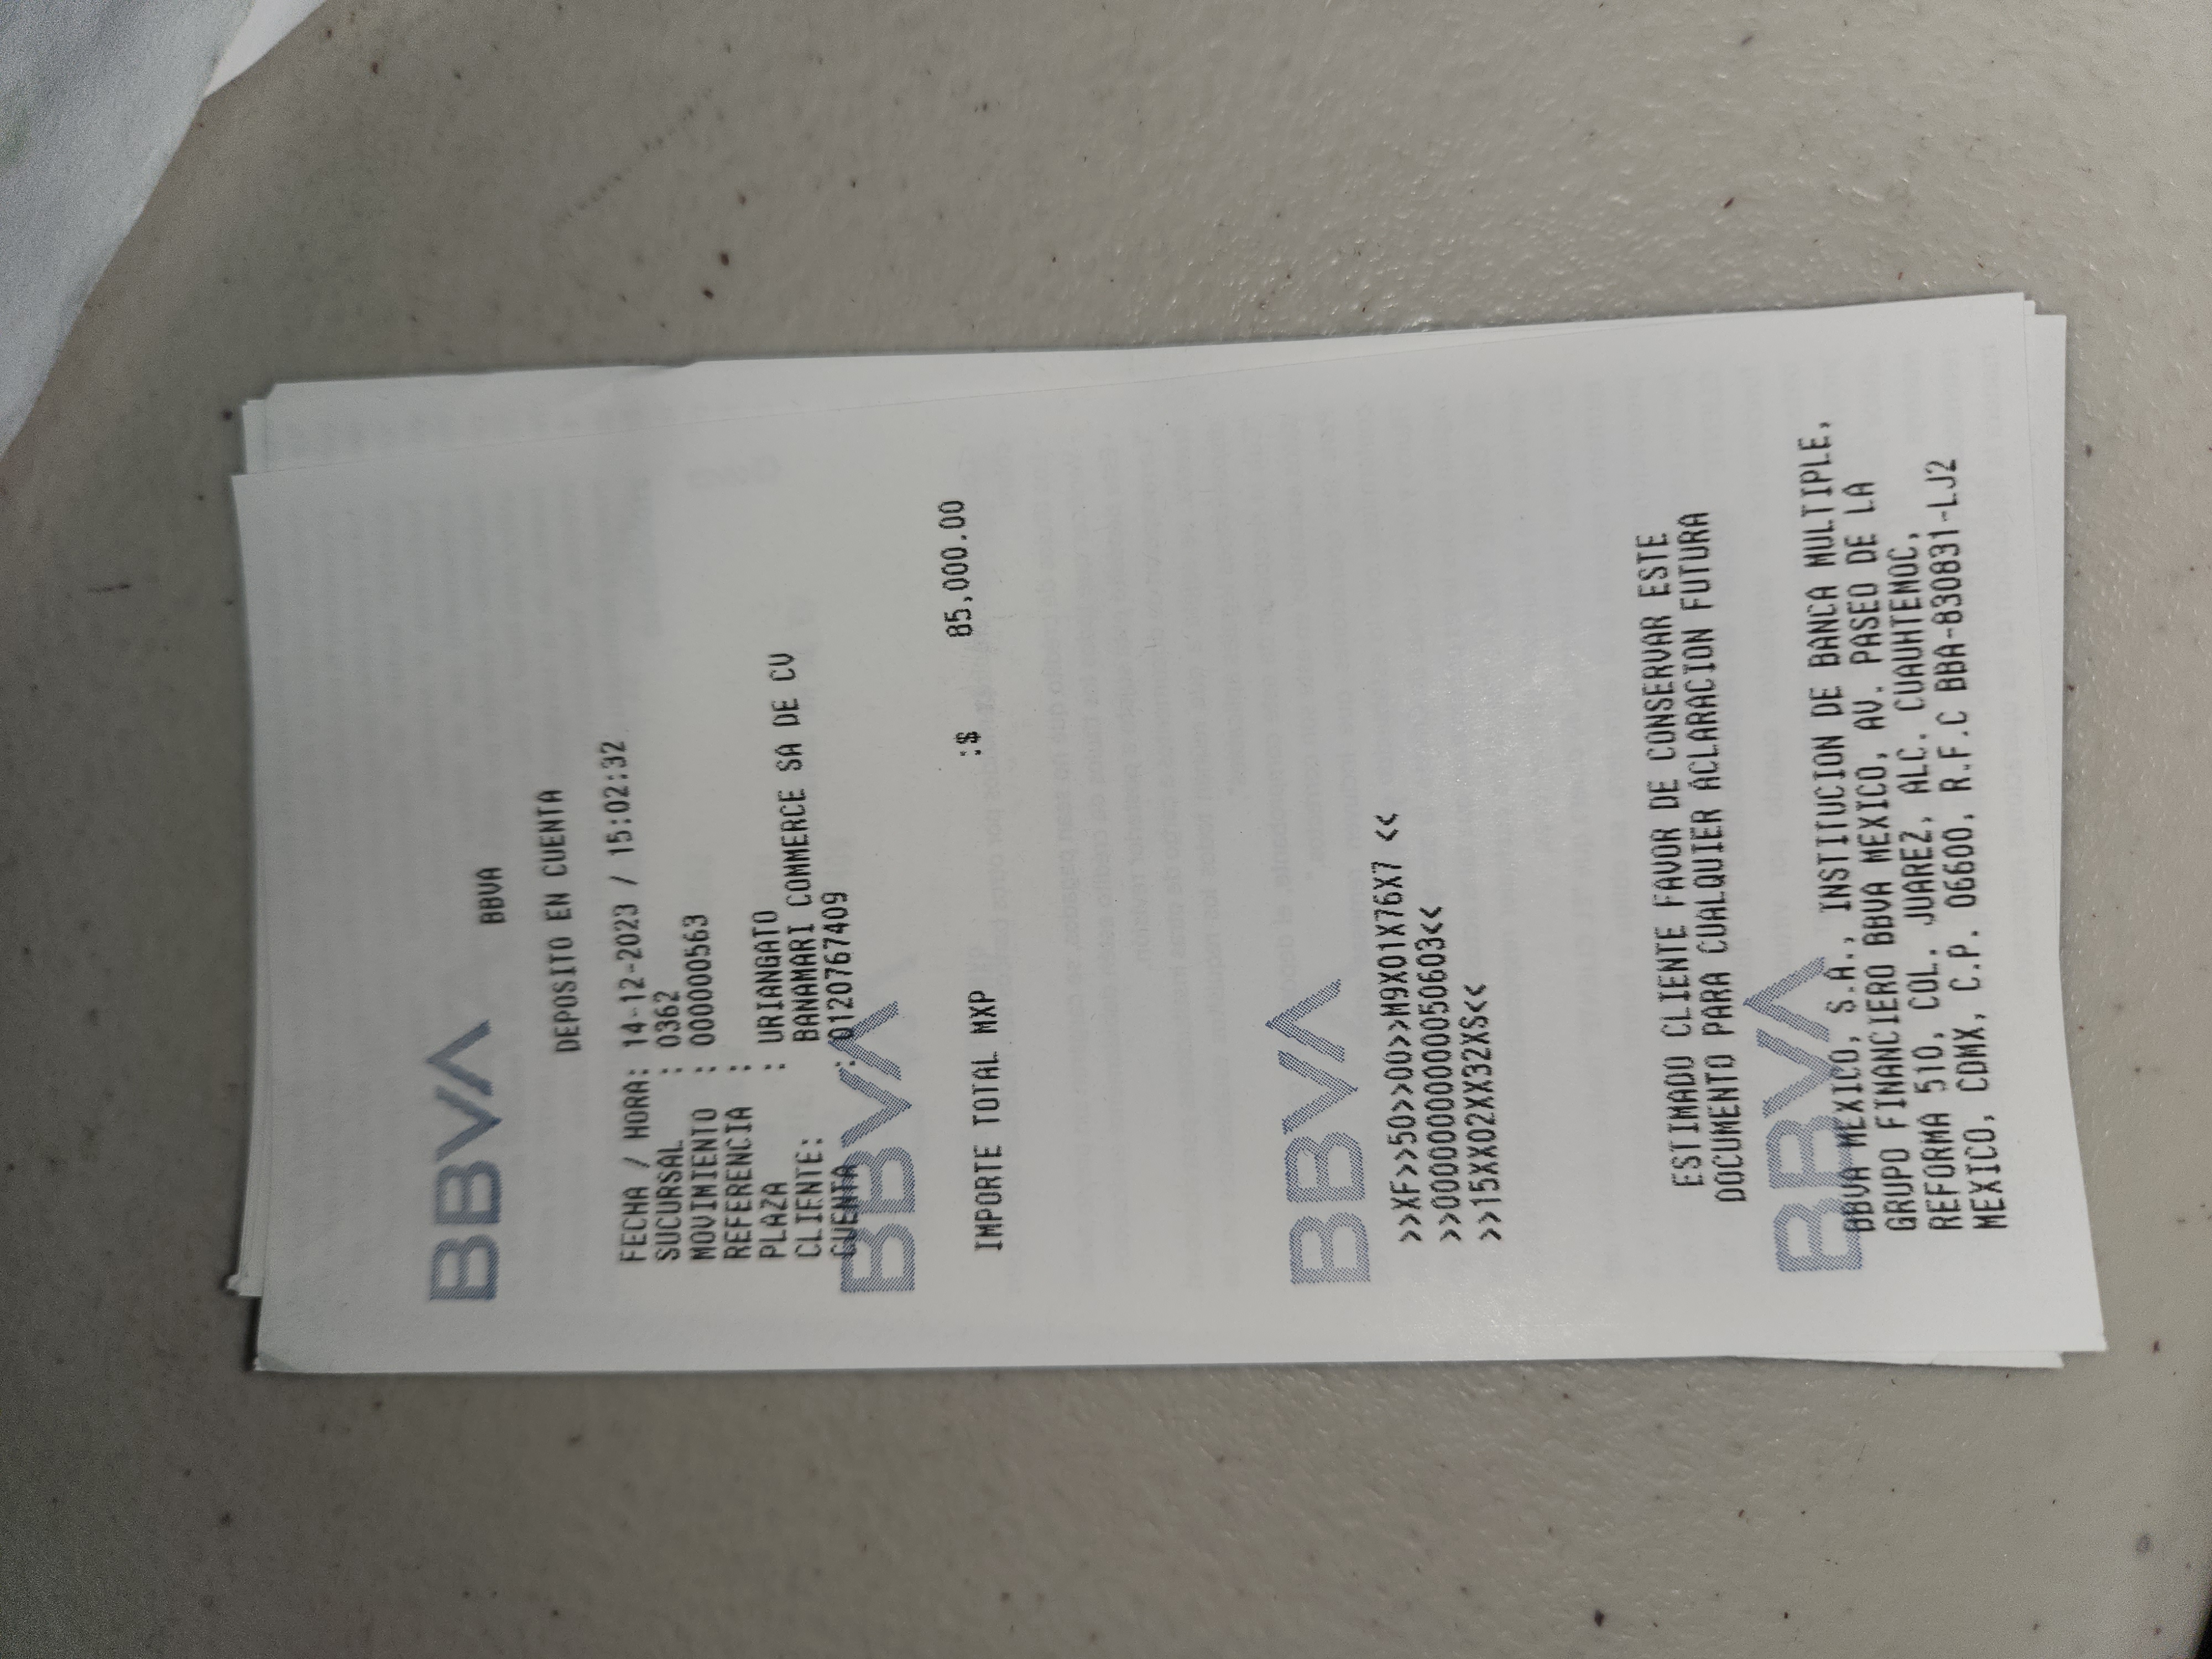 BBVA
BBVA
DEPOSITO EN CUENTA
FECHA / HORA: 14-12-2023 / 15:02:32
SUCURSAL : 0362
MOVIMIENTO : 000000563
REFERENCIA :
PLAZA : URIANGATO
CLIENTE: BANAMARI COMMERCE SA DE CV
CUENTA : 0120767409
BBVA
IMPORTE TOTAL MXP :$ 85,000.00
BBVA
>>XF>>50>>00>>M9X01X76X7 <<
>>0000000000050603<<
>>15XX02XX32XS<<
ESTIMADO CLIENTE FAVOR DE CONSERVAR ESTE
DOCUMENTO PARA CUALQUIER ACLARACION FUTURA
BBVA
BBVA MEXICO, S.A., INSTITUCION DE BANCA MULTIPLE,
GRUPO FINANCIERO BBVA MEXICO, AV. PASEO DE LA
REFORMA 510, COL. JUAREZ, ALC. CUAUHTEMOC,
MEXICO, CDMX, C.P. 06600, R.F.C BBA-830831-LJ2